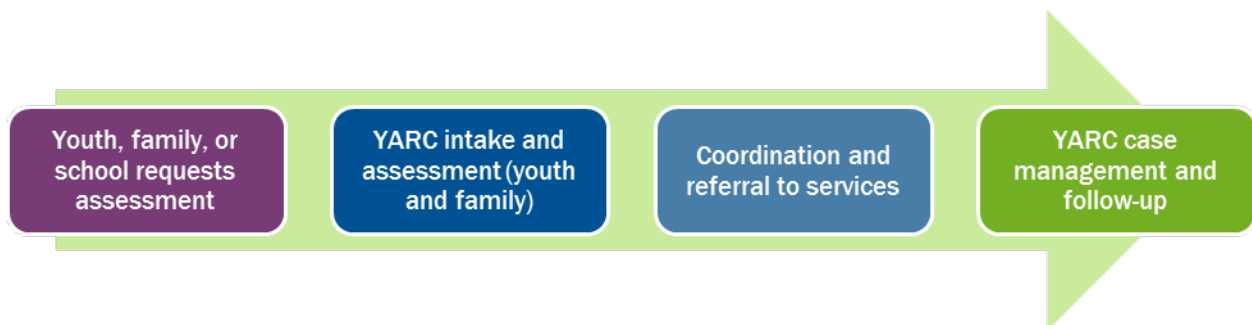 Youth, family, or
school requests
assessment
YARC intake and
assessment (youth
and family)
Coordination and
referral to services
YARC case
management and
follow-up